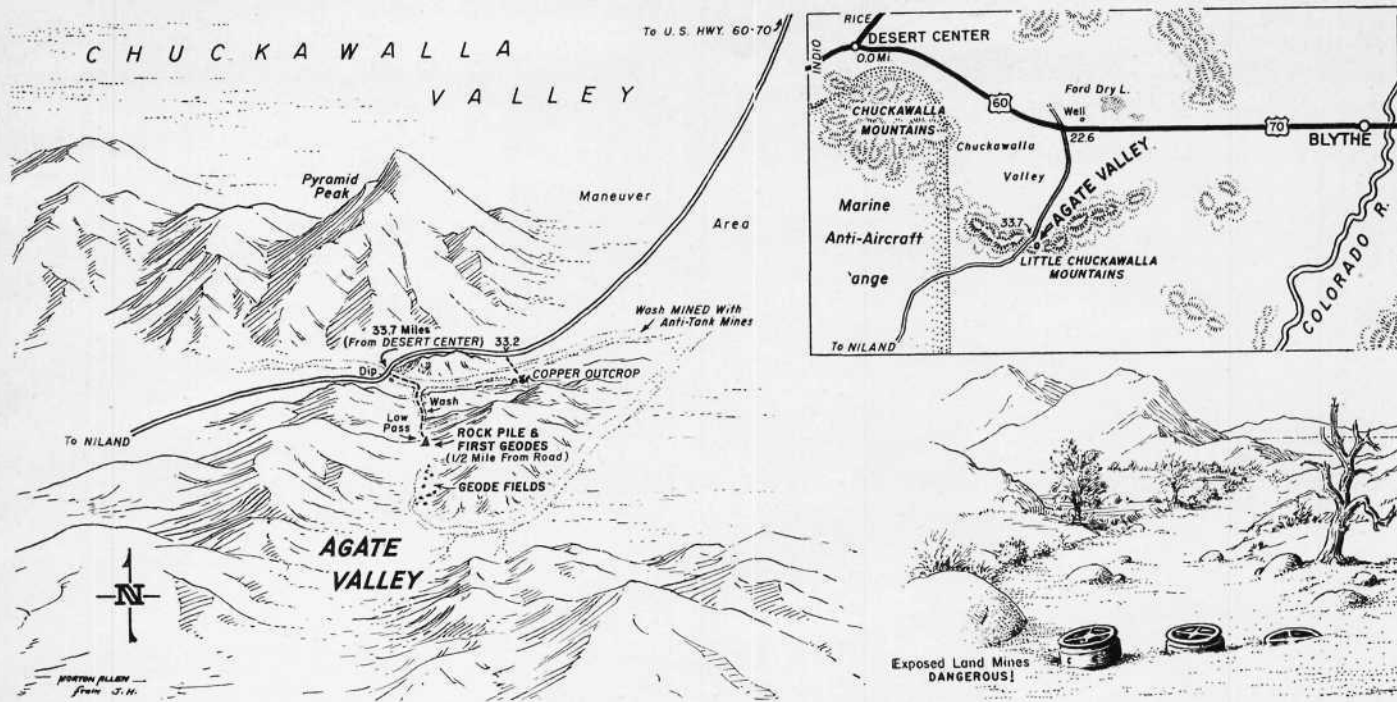 CHUCKAWALLA
VALLEY
To U.S. HWY. 60-70
Pyramid
Peak
Maneuver
Area
Wash MINED With
Anti-Tank Mines
33.7 Miles
(From DESERT CENTER)
33.2
Dip
COPPER OUTCROP
Wash
Low
Pass
To NILAND
ROCK PILE &
FIRST GEODES
(1/2 Mile From Road)
GEODE FIELDS
AGATE
VALLEY
N
NORTON ALLEN
from J.H.
RICE
DESERT CENTER
0.0 Mi.
INDIO
CHUCKAWALLA
MOUNTAINS
60
Ford Dry L.
Well
22.6
70
BLYTHE
Chuckawalla
Valley
AGATE VALLEY
Marine
Anti-Aircraft
'ange
33.7
LITTLE CHUCKAWALLA
MOUNTAINS
To NILAND
COLORADO R.
Exposed Land Mines
DANGEROUS!